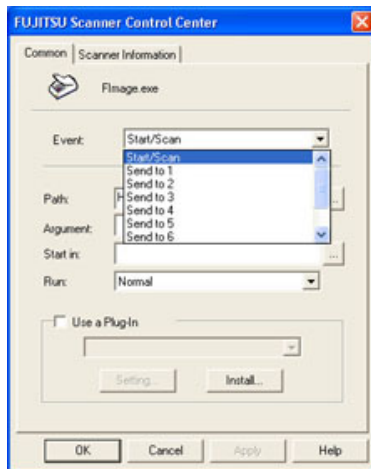 FUJITSU Scanner Control Center
Common Scanner Information
FImage.exe
Event: Start/Scan
Start/Scan
Send to 1
Send to 2
Send to 3
Path: H ...
Send to 4
Argument: Send to 5
Send to 6
Start in: ...
Run: Normal
Use a Plug-In
Setting... Install...
OK Cancel Apply Help